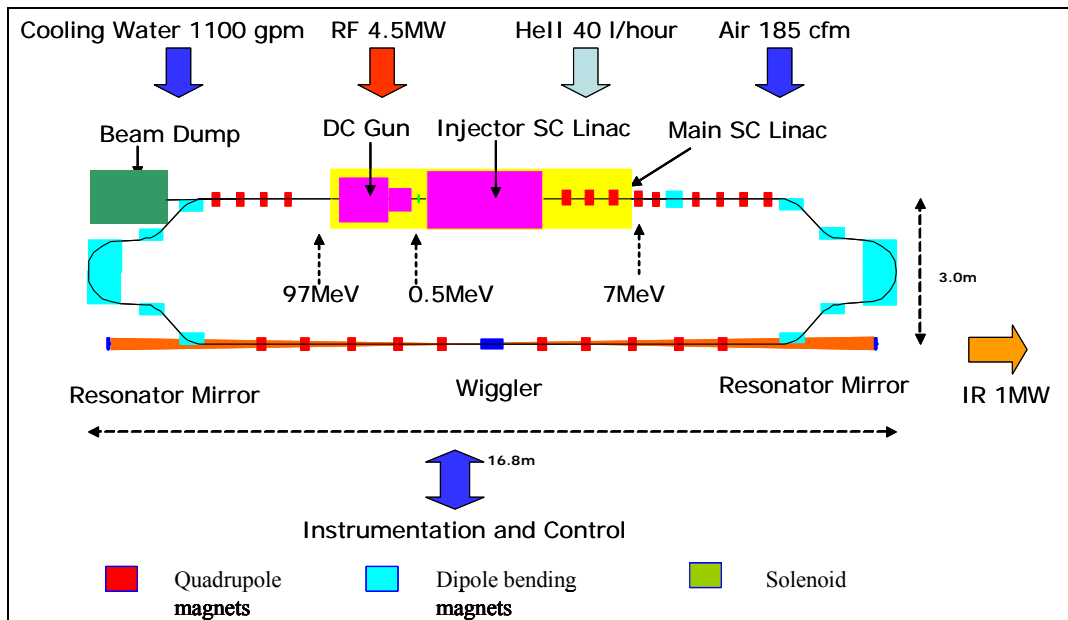 Cooling Water 1100 gpm
RF 4.5MW
HeII 40 l/hour
Air 185 cfm
Beam Dump
DC Gun
Injector SC Linac
Main SC Linac
97MeV
0.5MeV
7MeV
3.0m
Resonator Mirror
Wiggler
Resonator Mirror
IR 1MW
16.8m
Instrumentation and Control
Quadrupole
magnets
Dipole bending
magnets
Solenoid